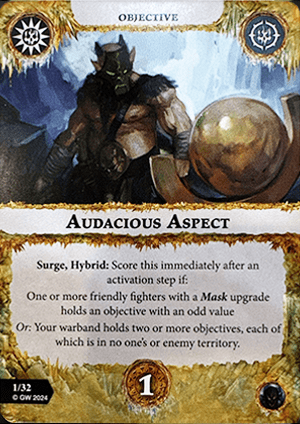 OBJECTIVE
AUDACIOUS ASPECT
Surge, Hybrid: Score this immediately after an
activation step if:
One or more friendly fighters with a Mask upgrade
holds an objective with an odd value
Or: Your warband holds two or more objectives, each of
which is in no one's or enemy territory.
1/32
© GW 2024
1